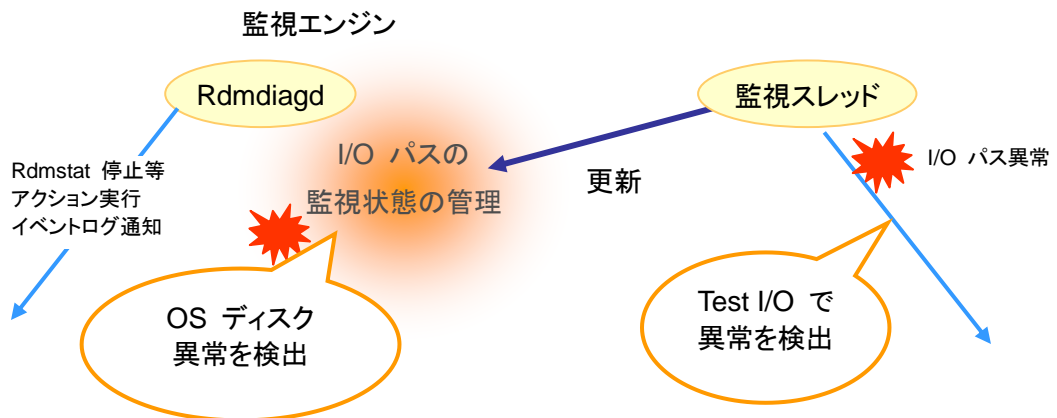 監視エンジン
Rdmdiagd
監視スレッド
I/O パスの
監視状態の管理
更新
I/O パス異常
Rdmstat 停止等
アクション実行
イベントログ通知
OS ディスク
異常を検出
Test I/O で
異常を検出